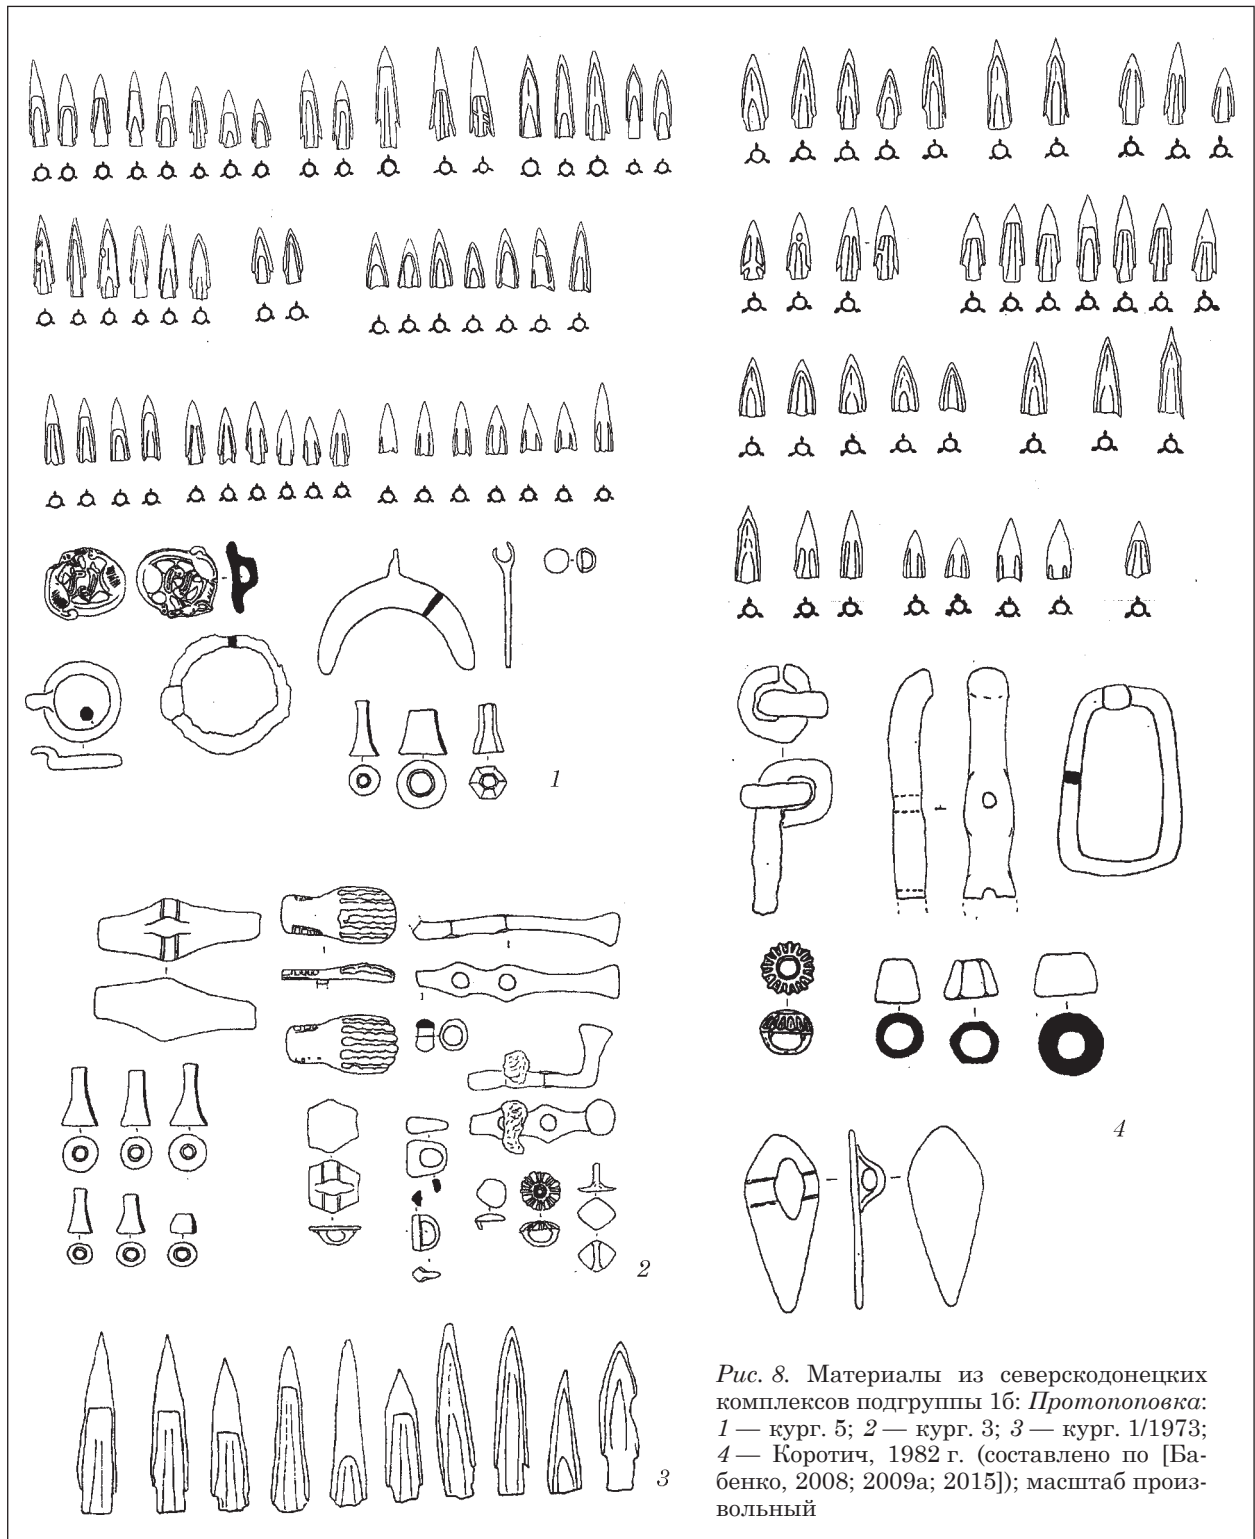 1
2
3
4
Рис. 8. Материалы из северскодонецких
комплексов подгруппы 1б: Протопоповка:
1 — кург. 5; 2 — кург. 3; 3 — кург. 1/1973;
4 — Коротич, 1982 г. (составлено по [Ба-
бенко, 2008; 2009а; 2015]); масштаб произ-
вольный